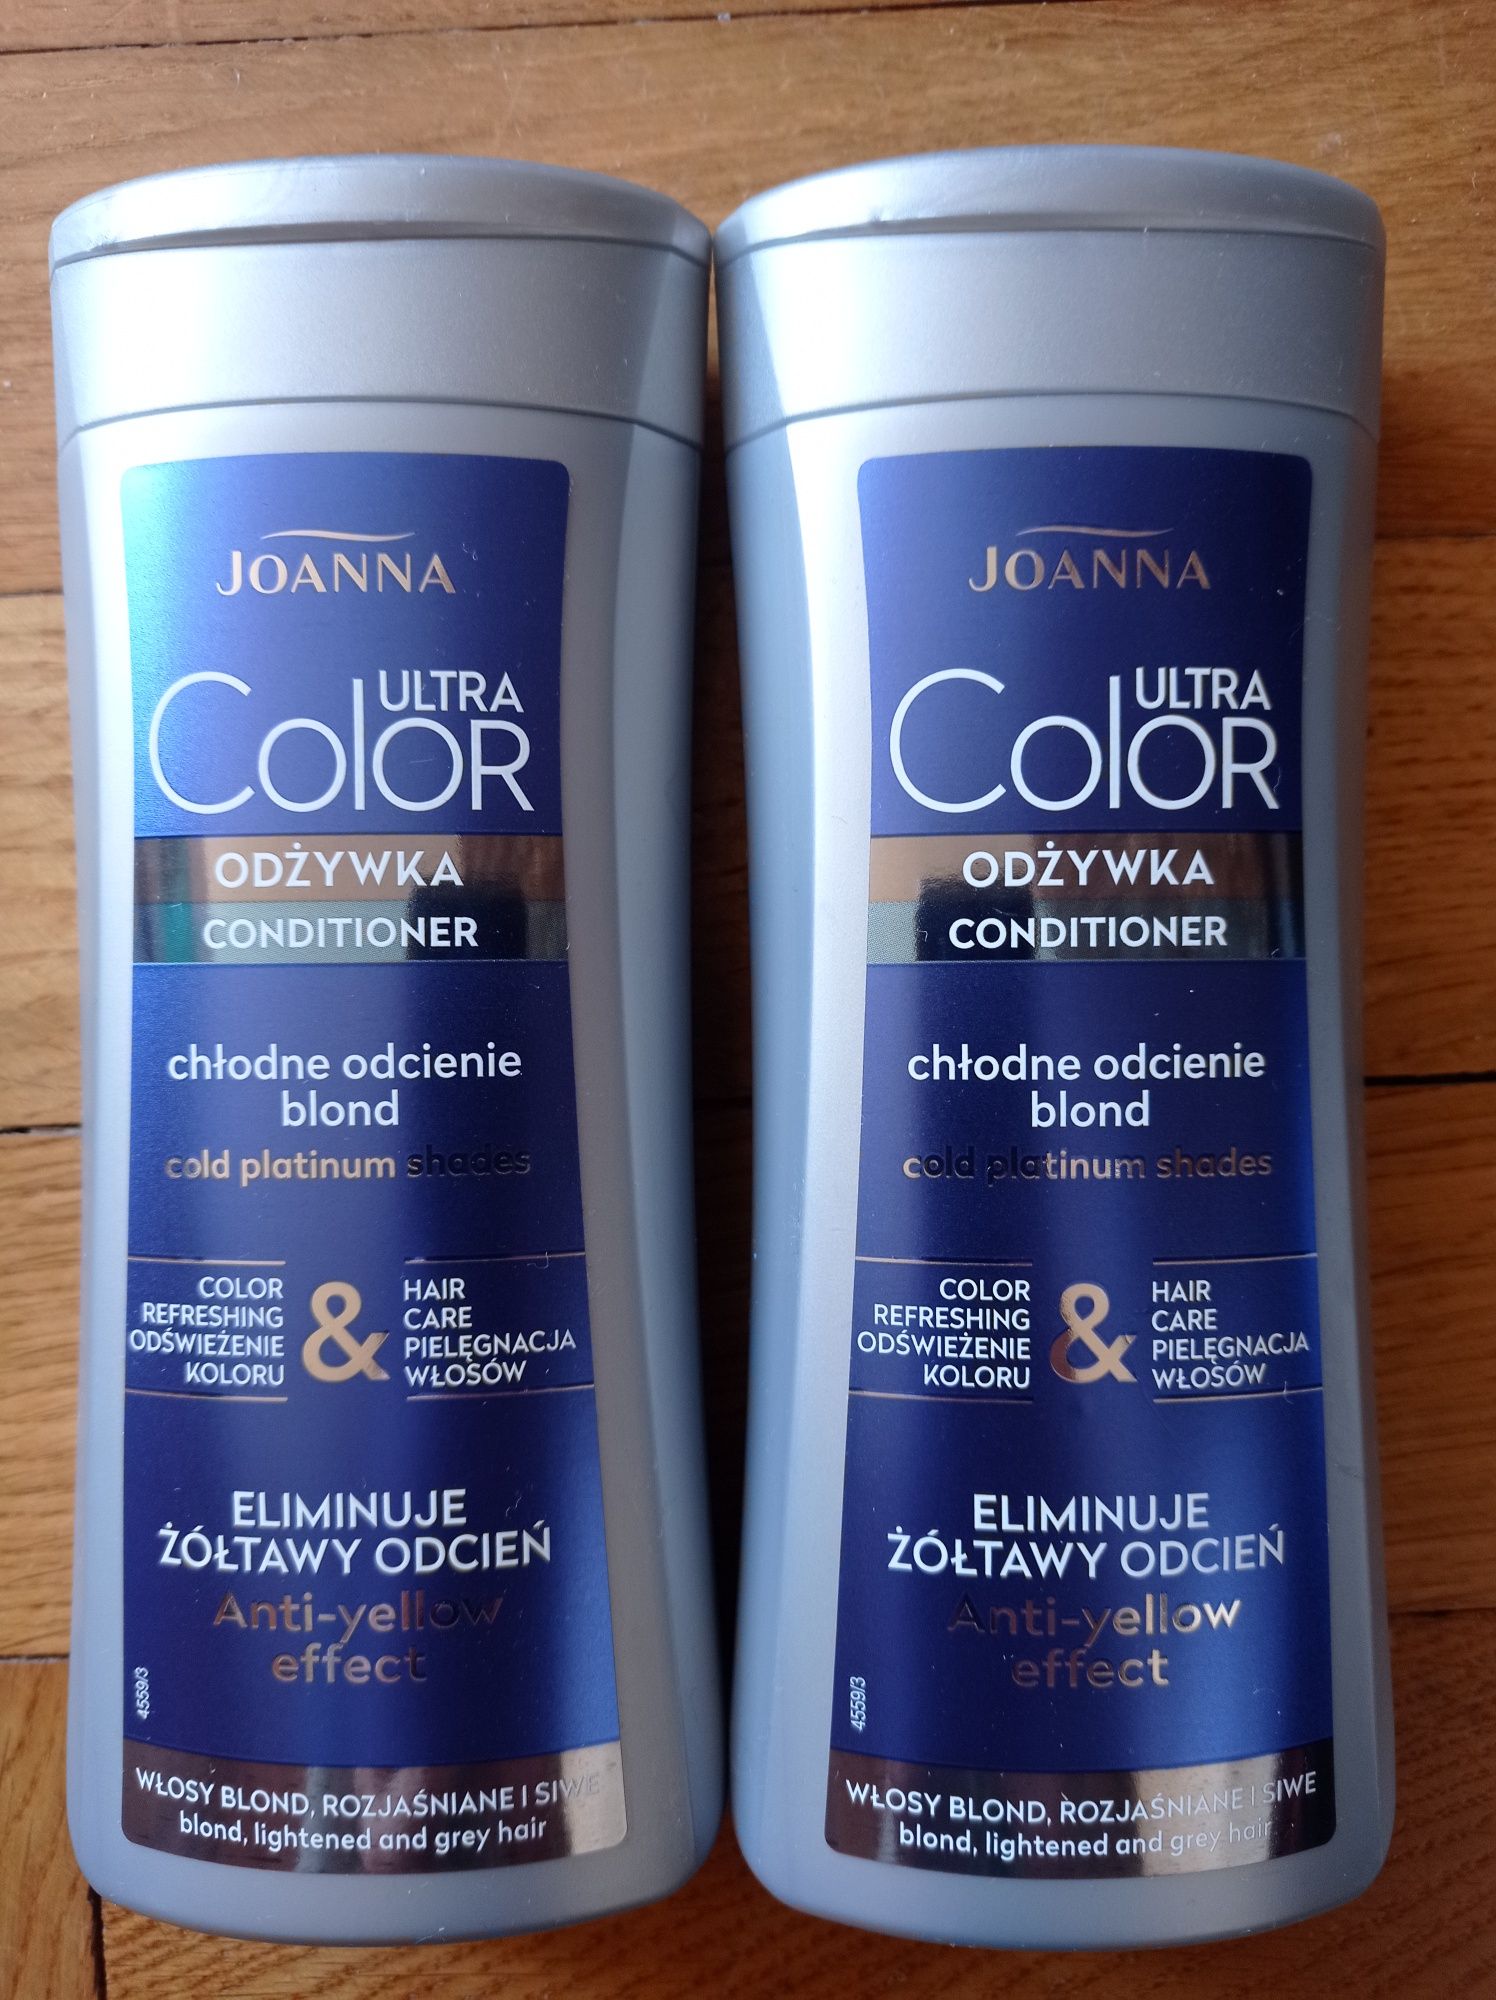 JOANNA
ULTRA
Color
ODŻYWKA
CONDITIONER
chłodne odcienie
blond
cold platinum shades
COLOR
REFRESHING
ODŚWIEŻENIE
KOLORU
&
HAIR
CARE
PIELĘGNACJA
WŁOSÓW
ELIMINUJE
ŻÓŁTAWY ODCIEŃ
Anti-yellow
effect
4559/3
WŁOSY BLOND, ROZJAŚNIANE I SIWE
blond, lightened and grey hair
JOANNA
ULTRA
Color
ODŻYWKA
CONDITIONER
chłodne odcienie
blond
cold platinum shades
COLOR
REFRESHING
ODŚWIEŻENIE
KOLORU
&
HAIR
CARE
PIELĘGNACJA
WŁOSÓW
ELIMINUJE
ŻÓŁTAWY ODCIEŃ
Anti-yellow
effect
4559/3
WŁOSY BLOND, ROZJAŚNIANE I SIWE
blond, lightened and grey hair